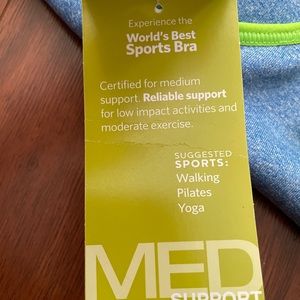 Experience the
World's Best
Sports Bra
Certified for medium
support. Reliable support
for low impact activities and
moderate exercise.
SUGGESTED
SPORTS:
Walking
Pilates
Yoga
MED
SUPPORT